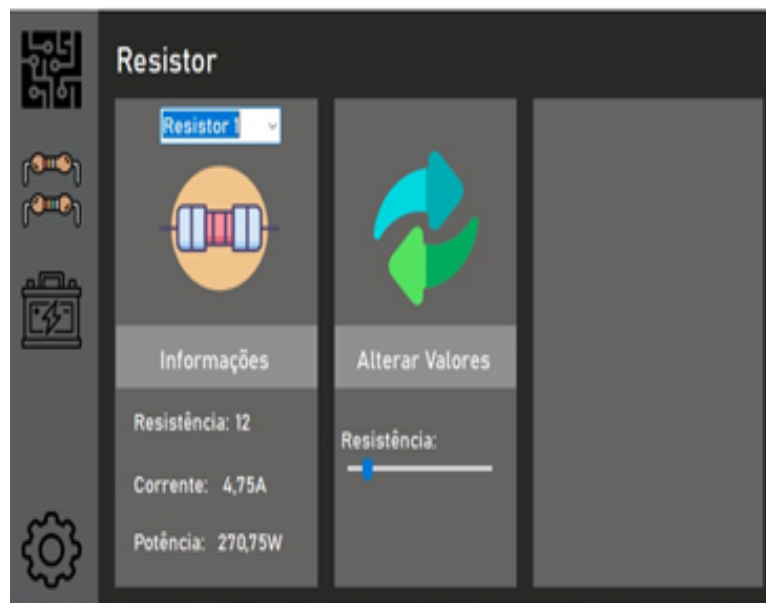 Resistor
Resistor 1
Informações
Resistência: 12
Corrente: 4,75A
Potência: 270,75W
Alterar Valores
Resistência: